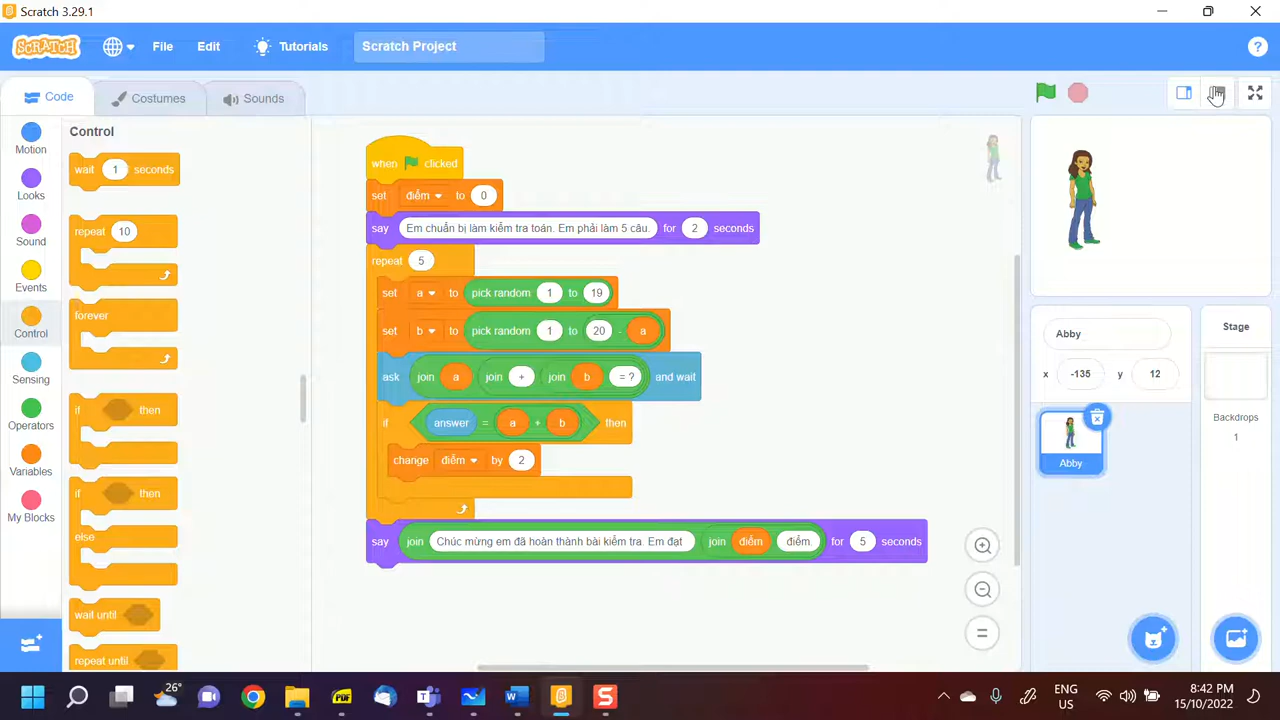 Scratch 3.29.1
SCRATCH File Edit Tutorials Scratch Project ?
Code Costumes Sounds
Motion
Looks
Sound
Events
Control
Sensing
Operators
Variables
My Blocks
Control
wait 1 seconds
repeat 10
forever
if then
if then
else
wait until
repeat until
when clicked
set điểm to 0
say Em chuẩn bị làm kiểm tra toán. Em phải làm 5 câu. for 2 seconds
repeat 5
set a to pick random 1 to 19
set b to pick random 1 to 20 - a
ask join a join + join b = ? and wait
if answer = a + b then
change điểm by 2
say join Chúc mừng em đã hoàn thành bài kiểm tra. Em đạt join điểm điểm. for 5 seconds
Abby
x -135 y 12
Abby
Stage
Backdrops
1
26°
PDF
W
S
ENG
US
8:42 PM
15/10/2022